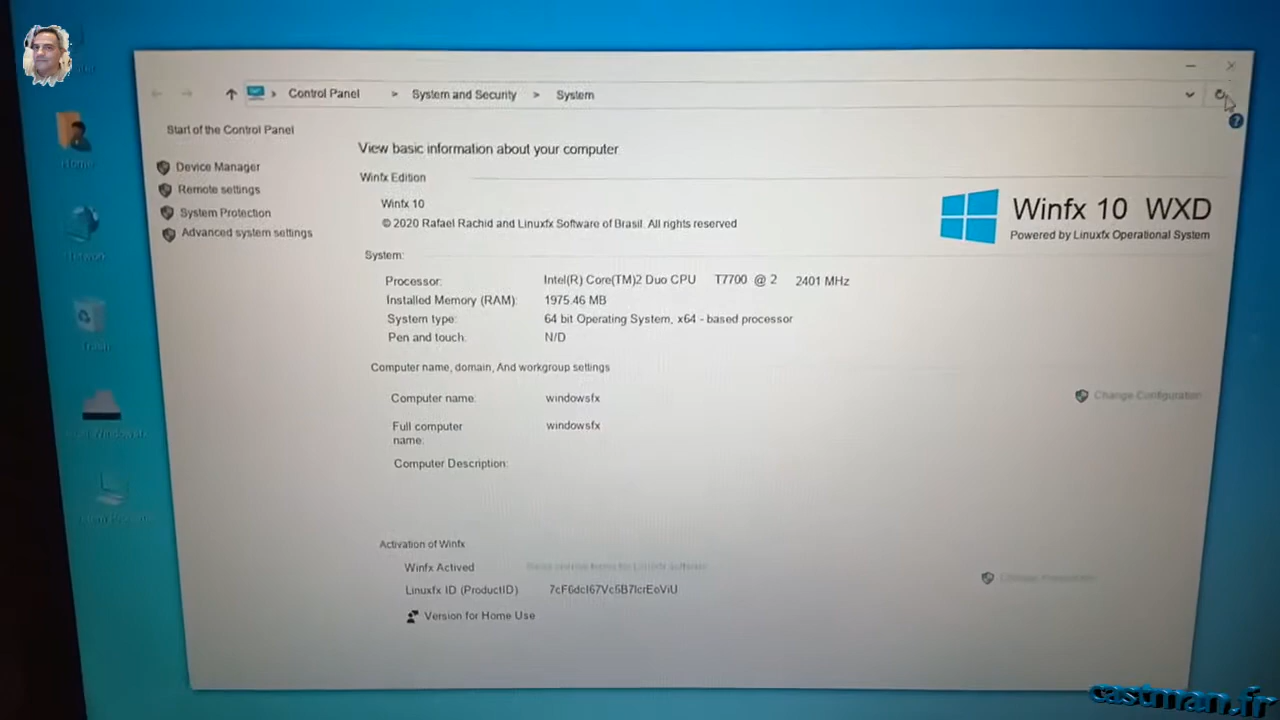 Control Panel > System and Security > System
Start of the Control Panel
Device Manager
Remote settings
System Protection
Advanced system settings
View basic information about your computer
Winfx Edition
Winfx 10
© 2020 Rafael Rachid and Linuxfx Software of Brasil. All rights reserved
Winfx 10 WXD
Powered by Linuxfx Operational System
System:
Processor: Intel(R) Core(TM)2 Duo CPU T7700 @ 2 2401 MHz
Installed Memory (RAM): 1975.46 MB
System type: 64 bit Operating System, x64 - based processor
Pen and touch: N/D
Computer name, domain, And workgroup settings
Computer name: windowsfx
Change Configuration
Full computer name: windowsfx
Computer Description:
Activation of Winfx
Winfx Actived
Linuxfx ID (ProductID) 7cF6dcI67Vc5B7IcrEoViU
Version for Home Use
Home
Trash
castman.fr